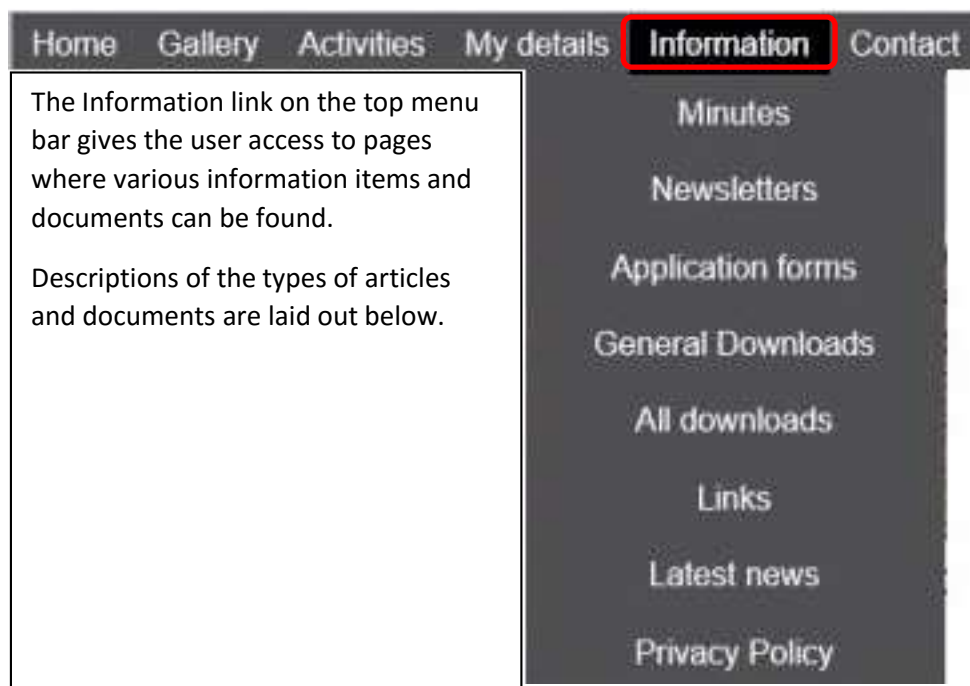 Home Gallery Activities My details Information Contact
The Information link on the top menu
bar gives the user access to pages
where various information items and
documents can be found.
Descriptions of the types of articles
and documents are laid out below.
Minutes
Newsletters
Application forms
General Downloads
All downloads
Links
Latest news
Privacy Policy